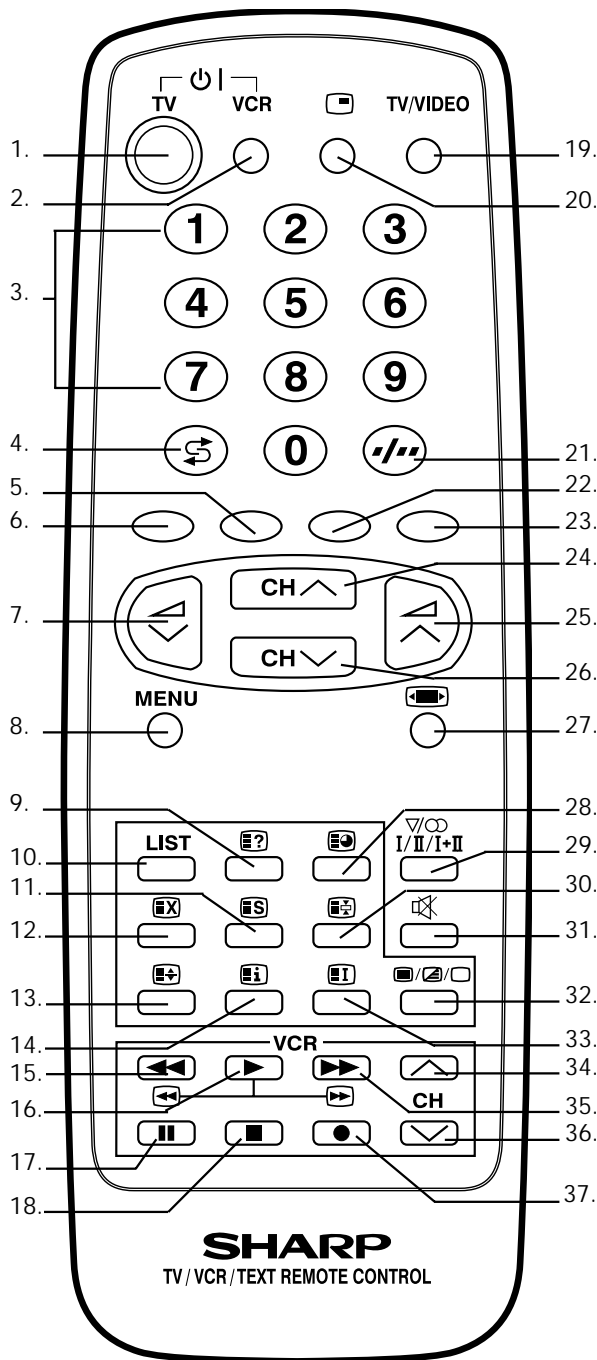 TV VCR TV/VIDEO
1. 19.
2. 20.
1 2 3
3. 4 5 6
7 8 9
4. 0 -/-- 21.
5. 22.
6. 23.
CH 24.
7. 25.
CH 26.
MENU
8. 27.
9. 28.
LIST ? I/II/I+II
10. 29.
11. 30.
X S
12. 31.
13. 32.
i I
14. 33.
VCR
15. 34.
16. 35.
CH
17. 36.
18. 37.
SHARP
TV / VCR / TEXT REMOTE CONTROL